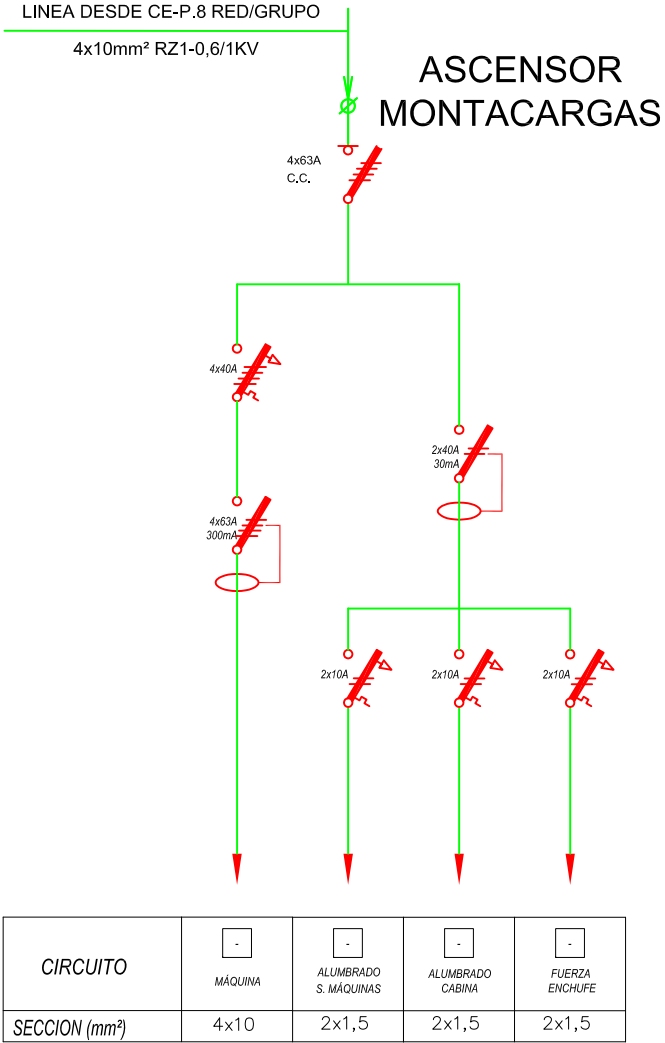 LINEA DESDE CE-P.8 RED/GRUPO
4x10mm² RZ1-0,6/1KV
ASCENSOR
MONTACARGAS
4x63A
C.C.
4x40A
2x40A
30mA
4x63A
300mA
2x10A
2x10A
2x10A
CIRCUITO
-
MÁQUINA
-
ALUMBRADO
S. MÁQUINAS
-
ALUMBRADO
CABINA
-
FUERZA
ENCHUFE
SECCION (mm²)
4x10
2x1,5
2x1,5
2x1,5